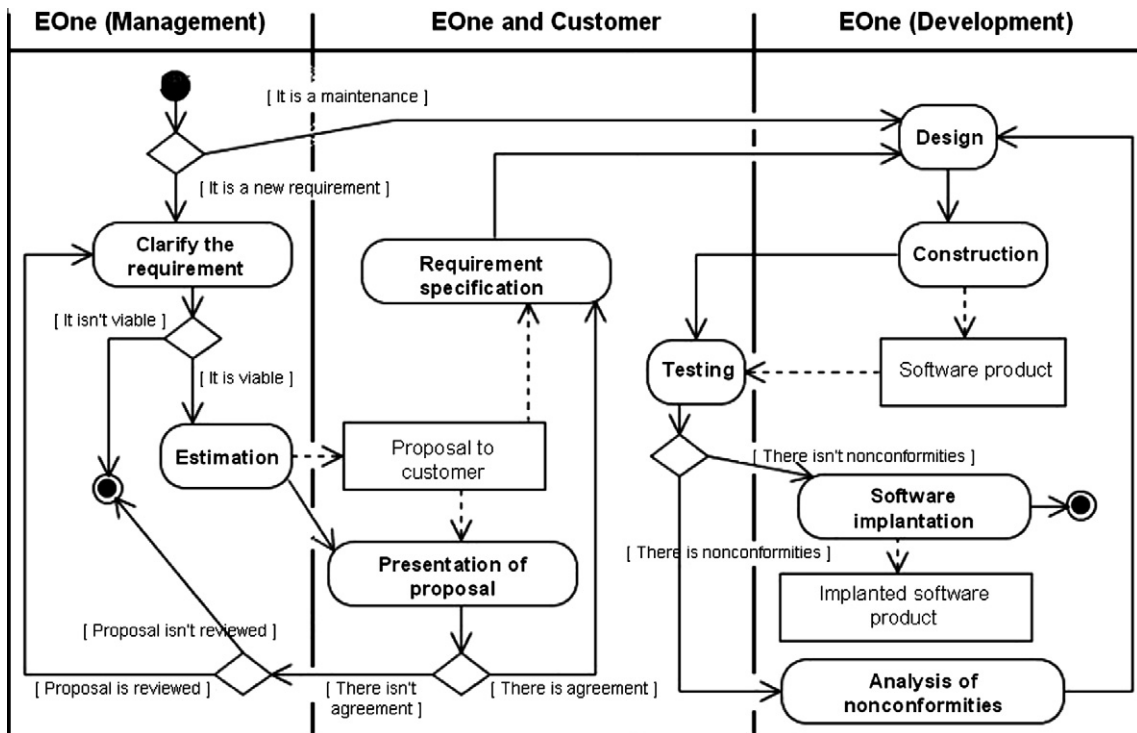 EOne (Management)
EOne and Customer
EOne (Development)
[ It is a maintenance ]
Design
[ It is a new requirement ]
Clarify the
requirement
Requirement
specification
Construction
[ It isn't viable ]
[ It is viable ]
Testing
Software product
Estimation
Proposal to
customer
[ There isn't nonconformities ]
Software
implantation
[ There is nonconformities ]
Presentation of
proposal
Implanted software
product
[ Proposal isn't reviewed ]
[ Proposal is reviewed ]
[ There isn't
agreement ]
[ There is agreement ]
Analysis of
nonconformities